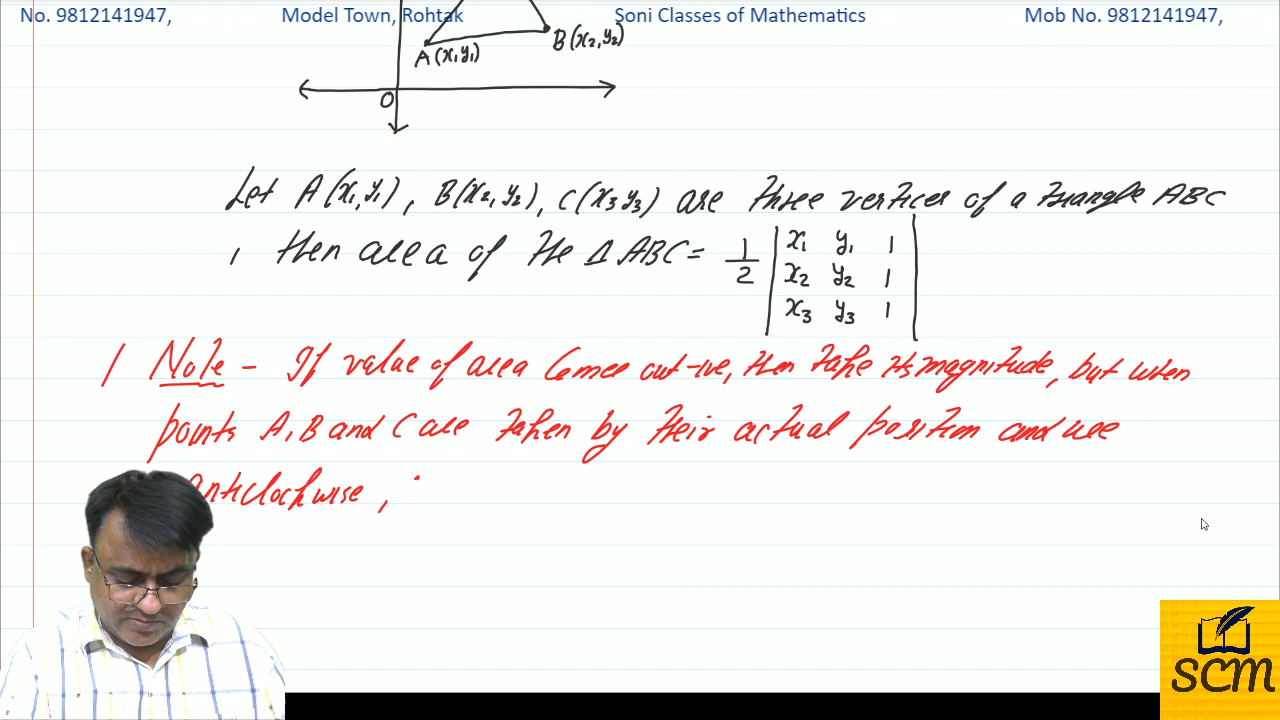 No. 9812141947, Model Town, Rohtak Soni Classes of Mathematics Mob No. 9812141947,
A(x₁,y₁) B(x₂,y₂)
O
Let A(x₁,y₁), B(x₂,y₂), C(x₃ y₃) are three vertices of a triangle ABC
, then area of the Δ ABC = 1/2 | x₁ y₁ 1
x₂ y₂ 1
x₃ y₃ 1 |
1 Note - If value of area comes out -ive, then take its magnitude, but when
points A, B and C are taken by their actual position and are
anticlockwise, i
SCM